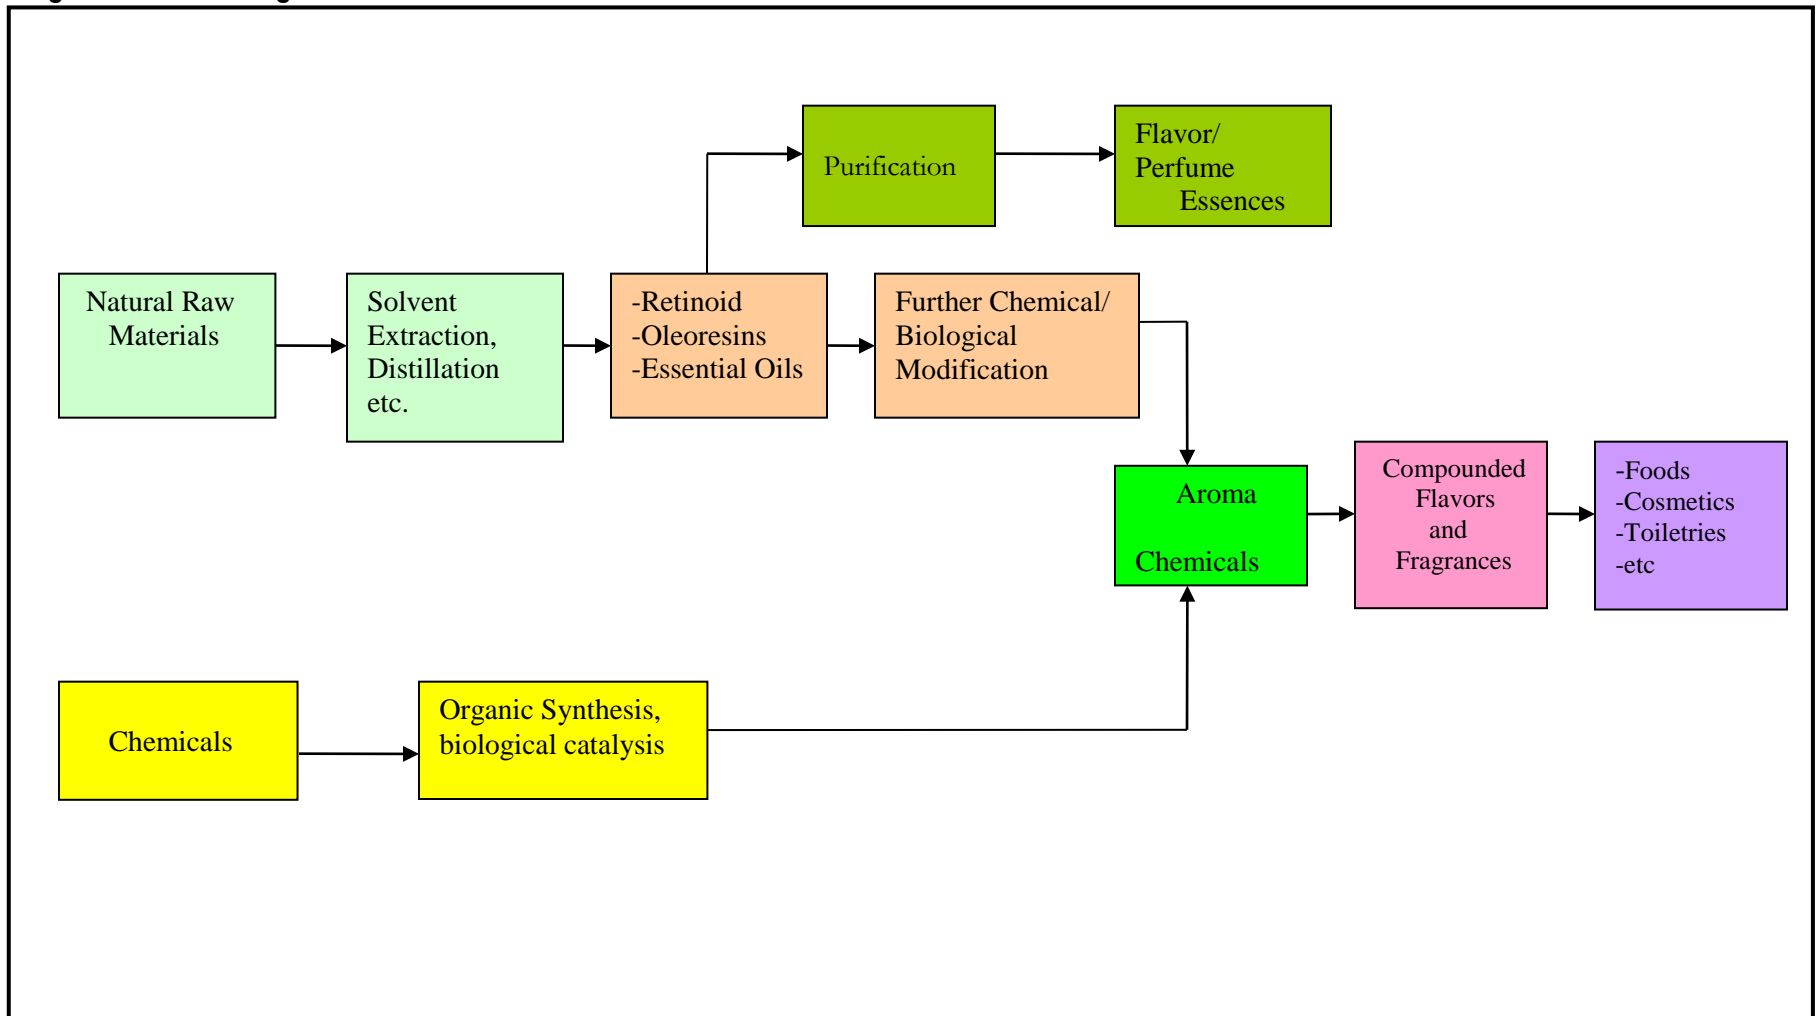 Flavor/
Perfume
Essences
Purification
Natural Raw
Materials
Solvent
Extraction,
Distillation
etc.
-Retinoid
-Oleoresins
-Essential Oils
Further Chemical/
Biological
Modification
Aroma
Chemicals
Compounded
Flavors
and
Fragrances
-Foods
-Cosmetics
-Toiletries
-etc
Chemicals
Organic Synthesis,
biological catalysis